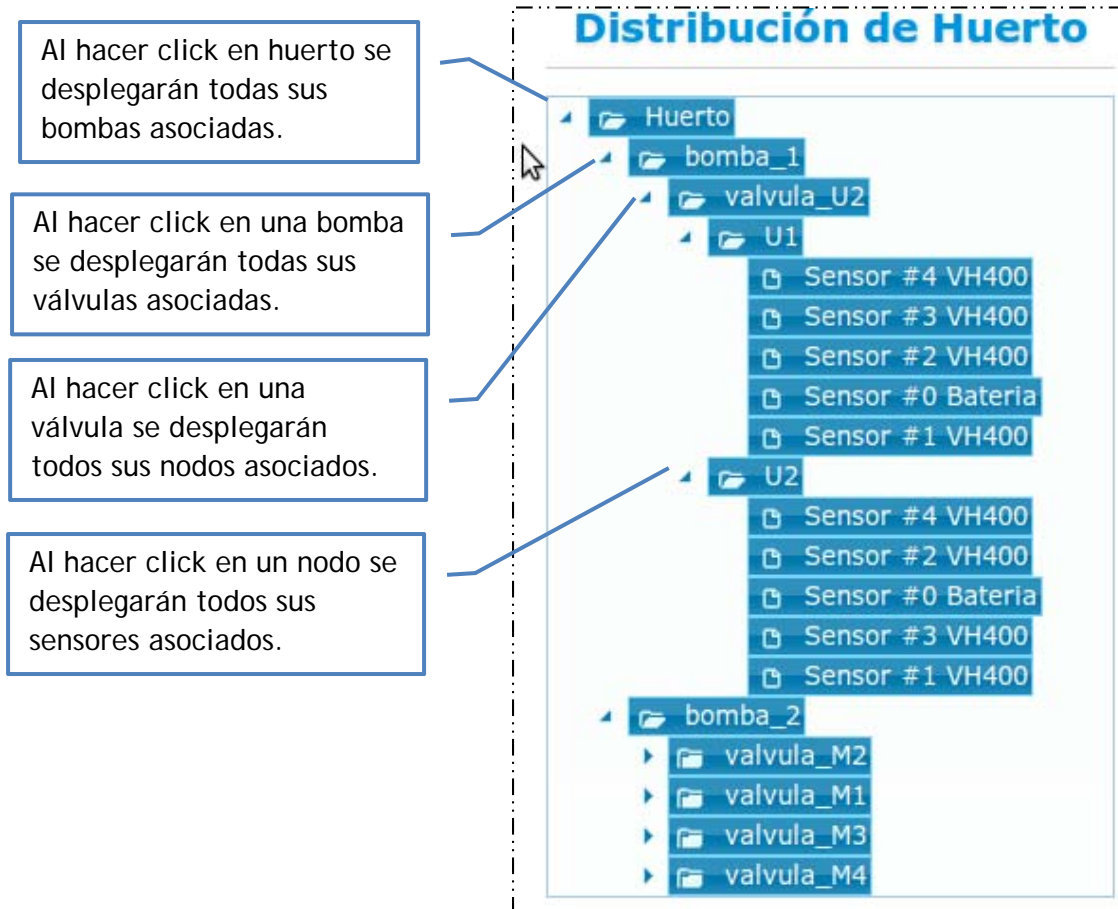 Al hacer click en huerto se
desplegarán todas sus
bombas asociadas.
Al hacer click en una bomba
se desplegarán todas sus
válvulas asociadas.
Al hacer click en una
válvula se desplegarán
todos sus nodos asociados.
Al hacer click en un nodo se
desplegarán todos sus
sensores asociados.
Distribución de Huerto
Huerto
bomba_1
valvula_U2
U1
Sensor #4 VH400
Sensor #3 VH400
Sensor #2 VH400
Sensor #0 Bateria
Sensor #1 VH400
U2
Sensor #4 VH400
Sensor #2 VH400
Sensor #0 Bateria
Sensor #3 VH400
Sensor #1 VH400
bomba_2
valvula_M2
valvula_M1
valvula_M3
valvula_M4